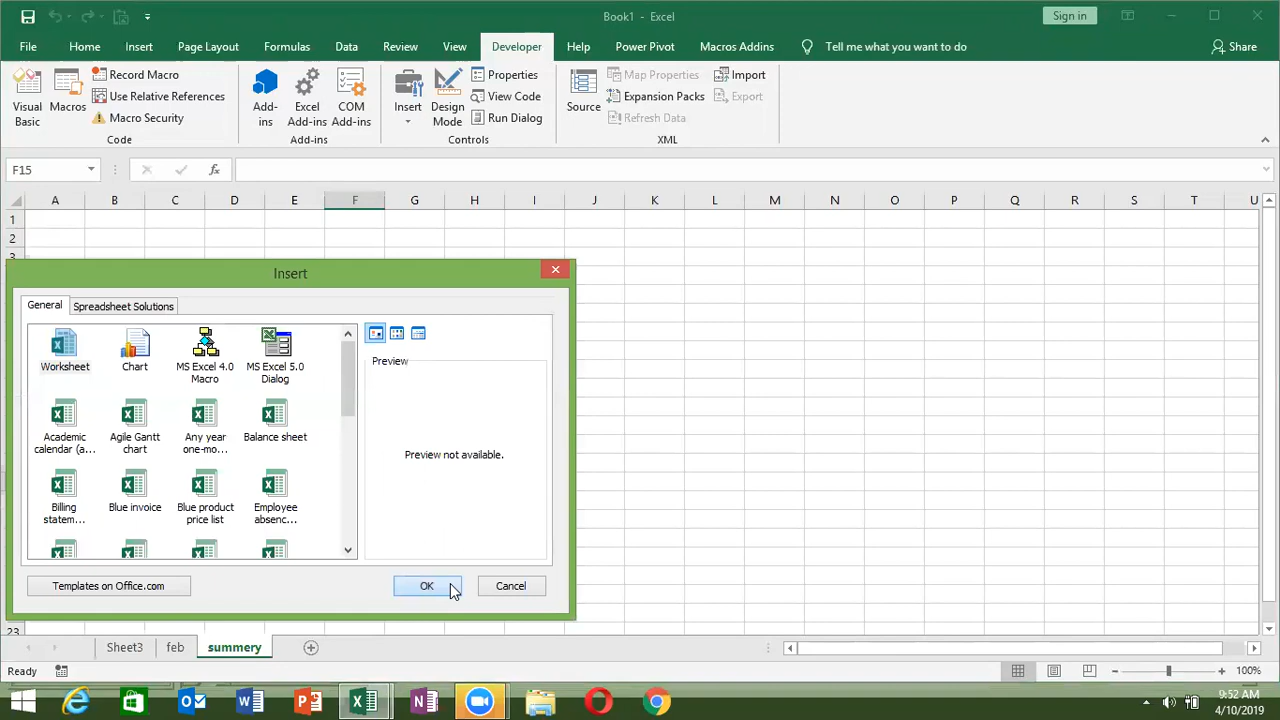 Book1 - Excel
Sign in
File Home Insert Page Layout Formulas Data Review View Developer Help Power Pivot Macros Addins Tell me what you want to do Share
Visual Basic
Macros
Record Macro
Use Relative References
Macro Security
Code
Add-ins
Excel Add-ins
COM Add-ins
Add-ins
Insert
Design Mode
Properties
View Code
Run Dialog
Controls
Source
Map Properties
Expansion Packs
Refresh Data
Import
Export
XML
F15
fx
A B C D E F G H I J K L M N O P Q R S T U
1
2
3
Insert
General Spreadsheet Solutions
Worksheet
Chart
MS Excel 4.0 Macro
MS Excel 5.0 Dialog
Academic calendar (a...
Agile Gantt chart
Any year one-mo...
Balance sheet
Billing statem...
Blue invoice
Blue product price list
Employee absenc...
Preview
Preview not available.
Templates on Office.com OK Cancel
23
Sheet3 feb summery
Ready 100%
9:52 AM
4/10/2019